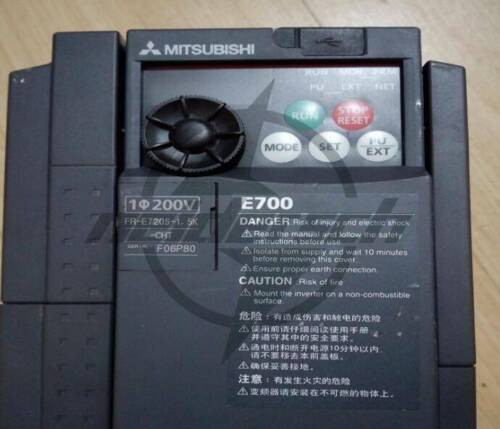 MITSUBISHI
RUN MON PRM
PU EXT NET
RUN
STOP
RESET
MODE
SET
PU
EXT
1Φ200V
FR-E720S-1.5K
-CHT
SERIAL F06P80
E700
DANGER :Risk of injury and electric shock
Read the manual and follow the safety
instructions before use.
Isolate from supply and wait 10 minutes
before removing this cover.
Ensure proper earth connection.
CAUTION :Risk of fire
Mount the inverter on a non-combustible
surface.
危险：有造成伤害和触电的危险
使用前请仔细阅读使用手册
并遵守其中的安全要求。
通电时和断开电源10分钟以内
请不要移去本前盖板。
确保妥善接地。
注意：有发生火灾的危险
变频器请安装在不可燃的物体上。